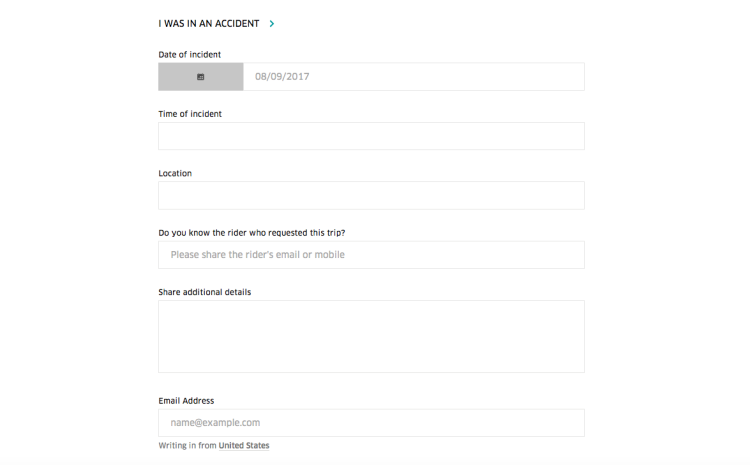 I WAS IN AN ACCIDENT >
Date of incident
08/09/2017
Time of incident
Location
Do you know the rider who requested this trip?
Please share the rider's email or mobile
Share additional details
Email Address
name@example.com
Writing in from United States